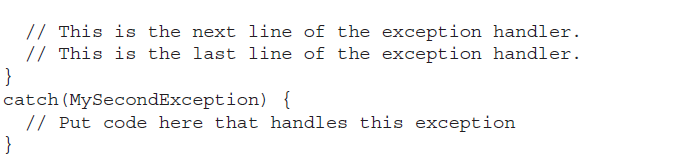 // This is the next line of the exception handler.
  // This is the last line of the exception handler.
}
catch(MySecondException) {
  // Put code here that handles this exception
}